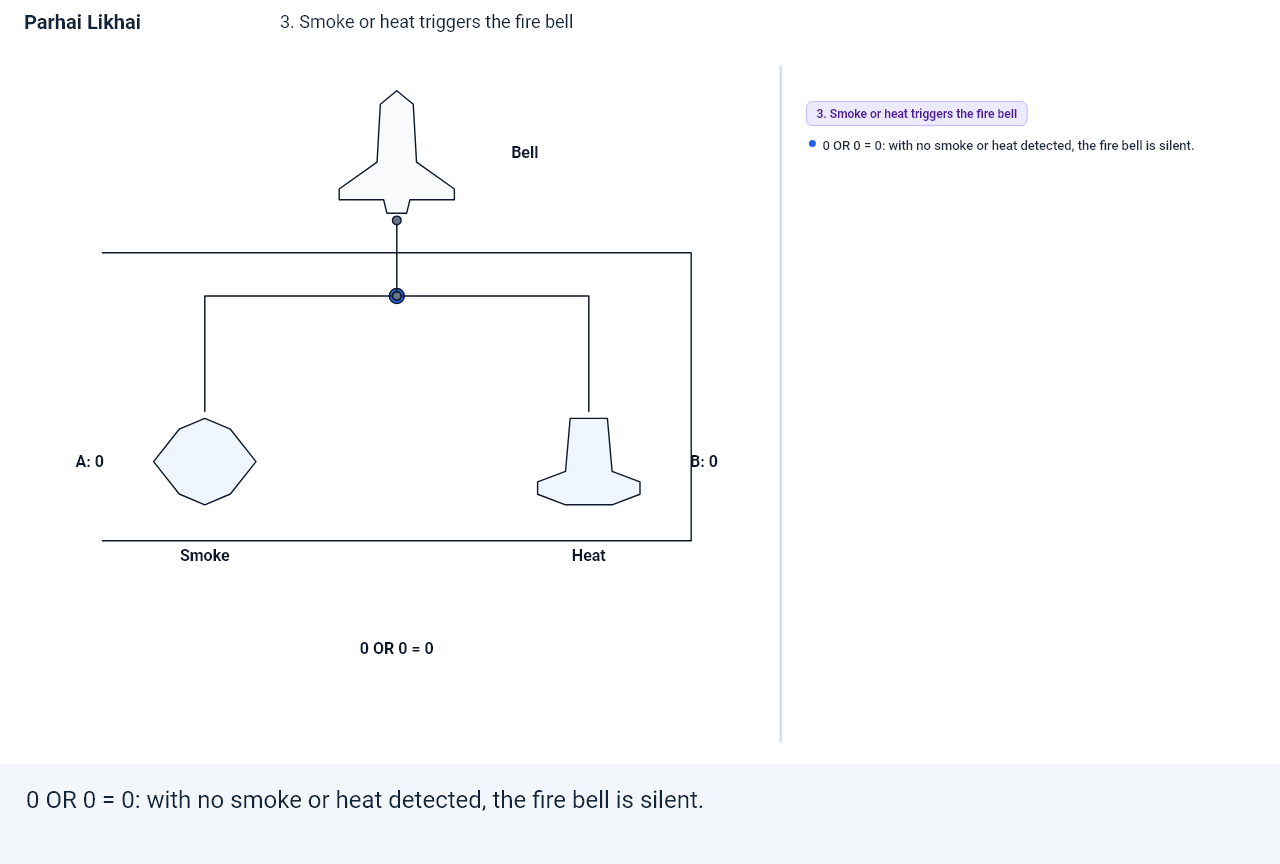 Parhai Likhai
3. Smoke or heat triggers the fire bell
Bell
A: 0
B: 0
Smoke
Heat
0 OR 0 = 0
3. Smoke or heat triggers the fire bell
0 OR 0 = 0: with no smoke or heat detected, the fire bell is silent.
0 OR 0 = 0: with no smoke or heat detected, the fire bell is silent.